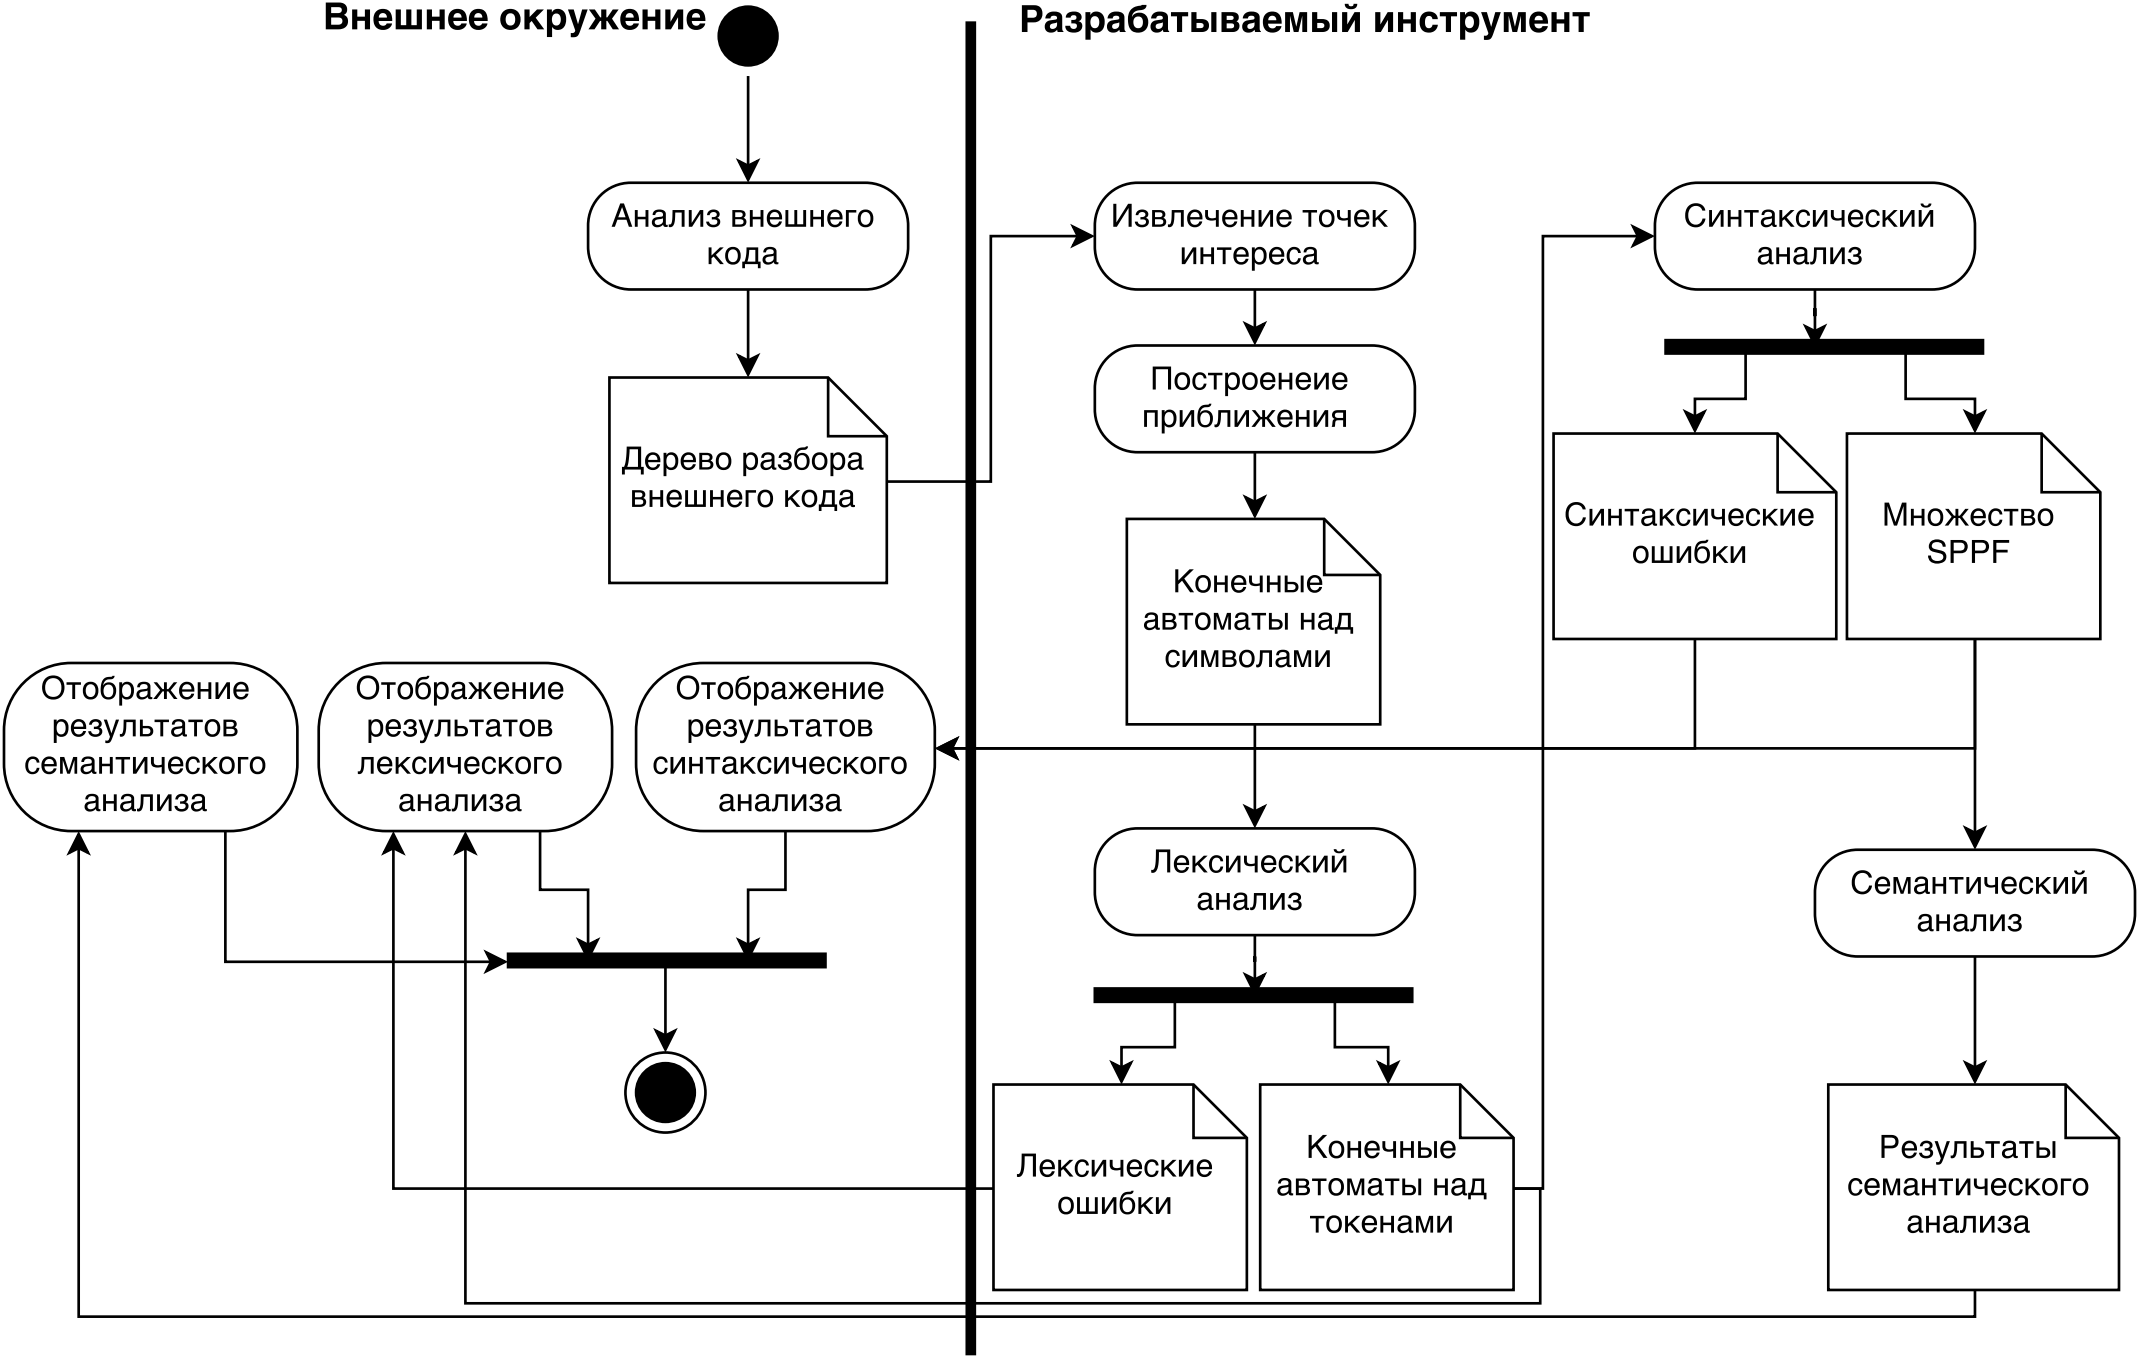 Внешнее окружение
Разрабатываемый инструмент
Анализ внешнего
кода
Извлечение точек
интереса
Синтаксический
анализ
Построенеие
приближения
Дерево разбора
внешнего кода
Синтаксические
ошибки
Множество
SPPF
Конечные
автоматы над
символами
Отображение
результатов
семантического
анализа
Отображение
результатов
лексического
анализа
Отображение
результатов
синтаксического
анализа
Лексический
анализ
Семантический
анализ
Лексические
ошибки
Конечные
автоматы над
токенами
Результаты
семантического
анализа